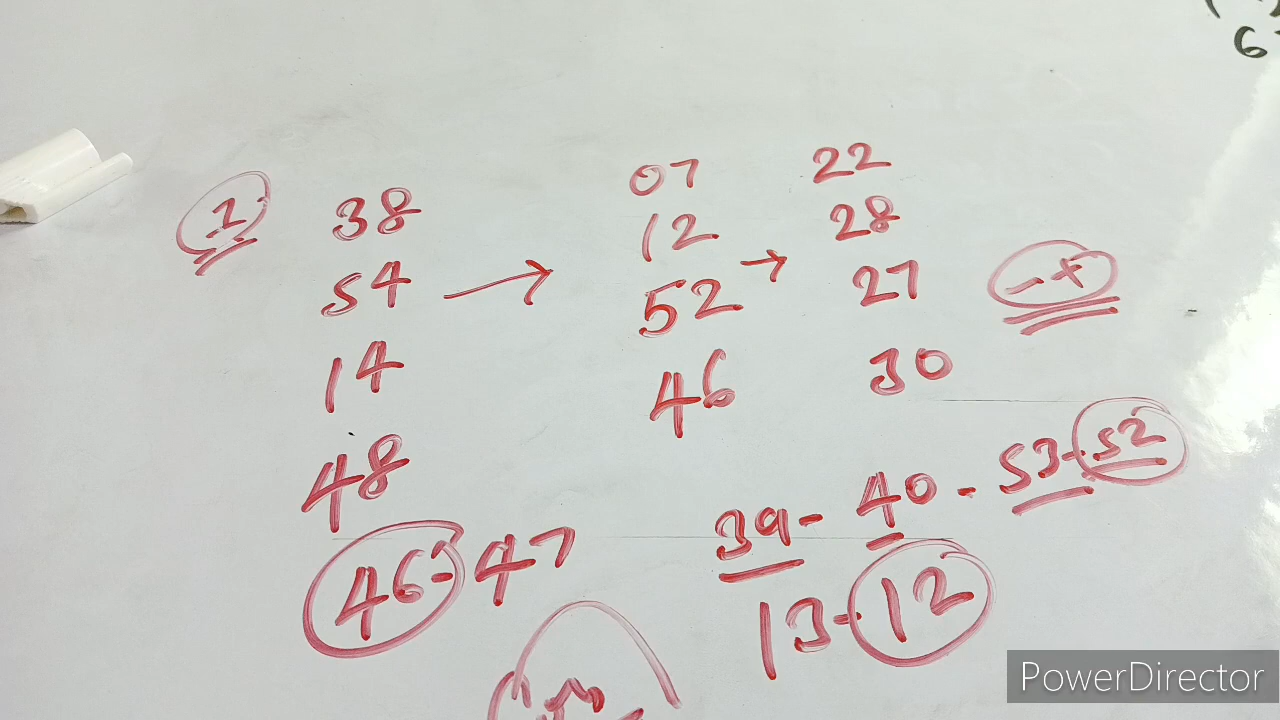 6
1 38 07 22
54 → 12 → 28
14 52 27 - +
48 46 30
46 - 47 39 - 40 - 53 - 52
13 - 12
PowerDirector